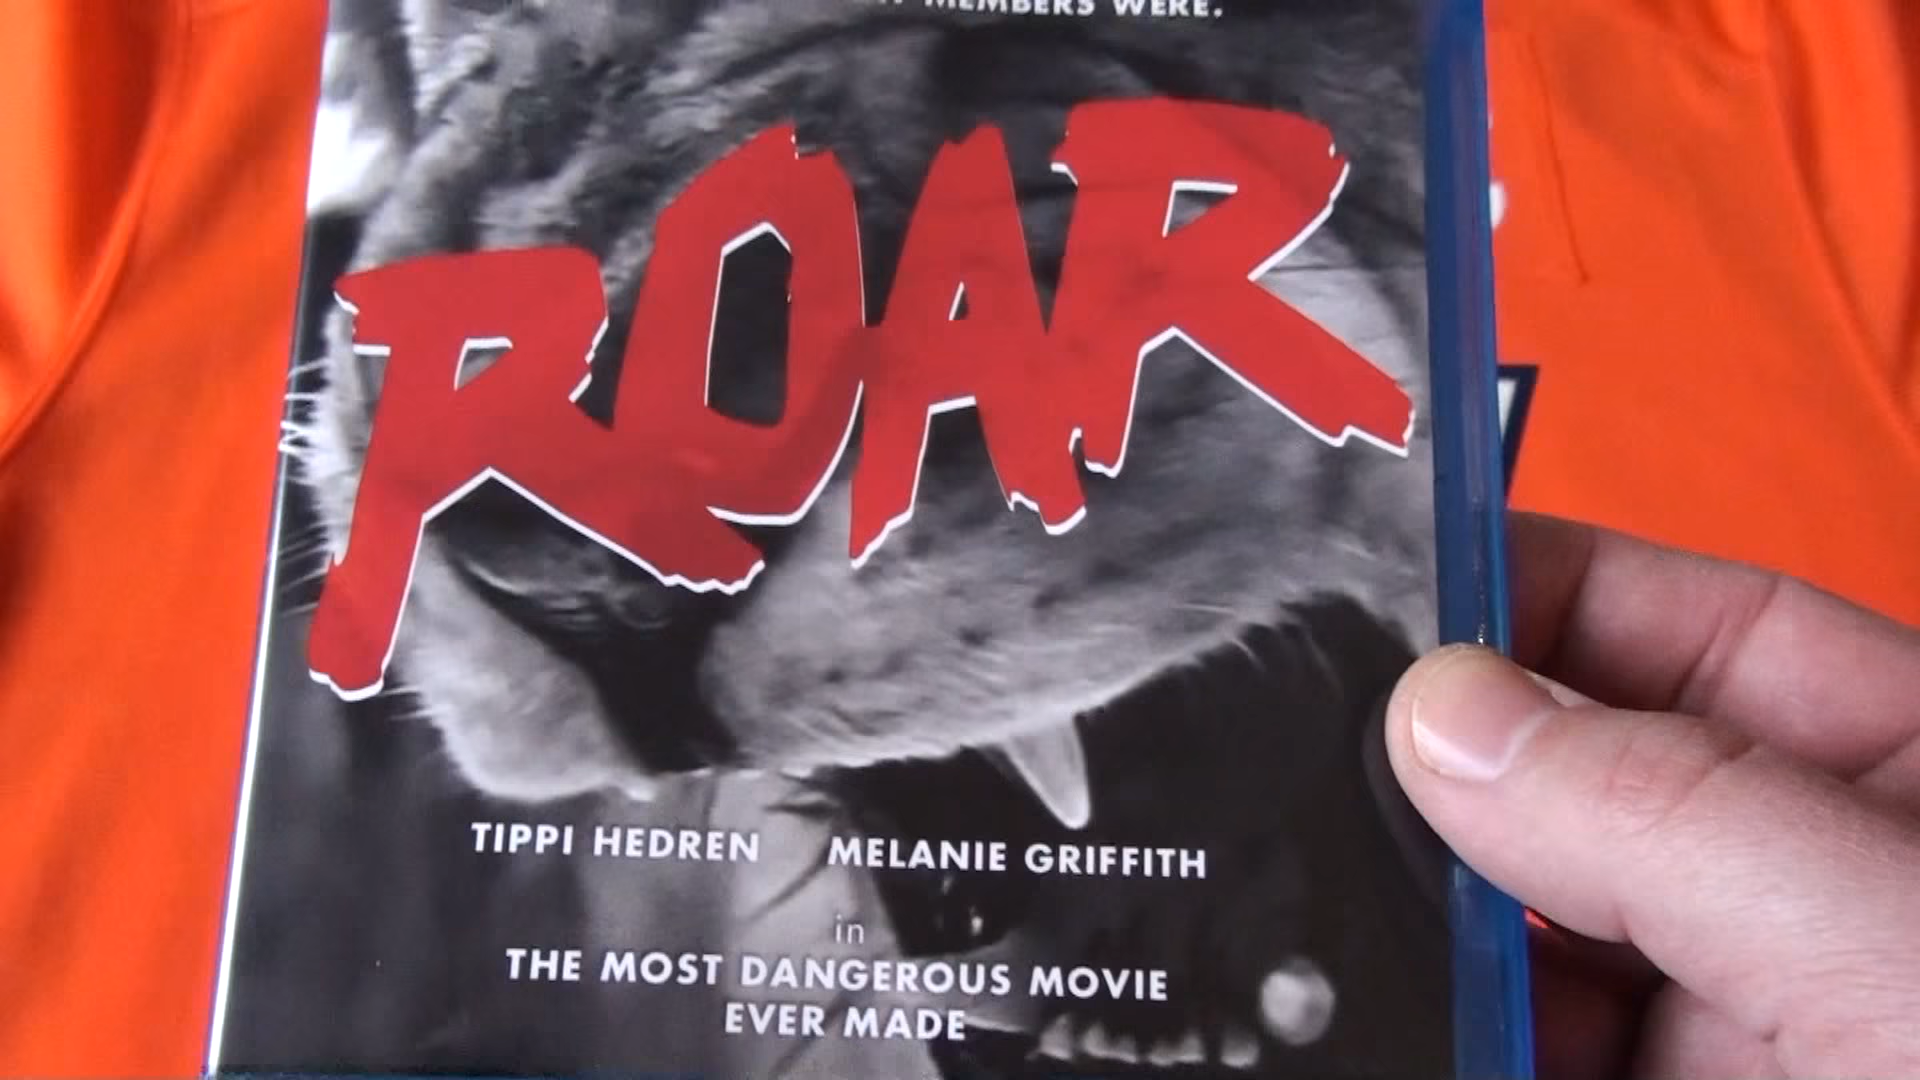 MEMBERS WERE.
ROAR
TIPPI HEDREN MELANIE GRIFFITH
in
THE MOST DANGEROUS MOVIE
EVER MADE